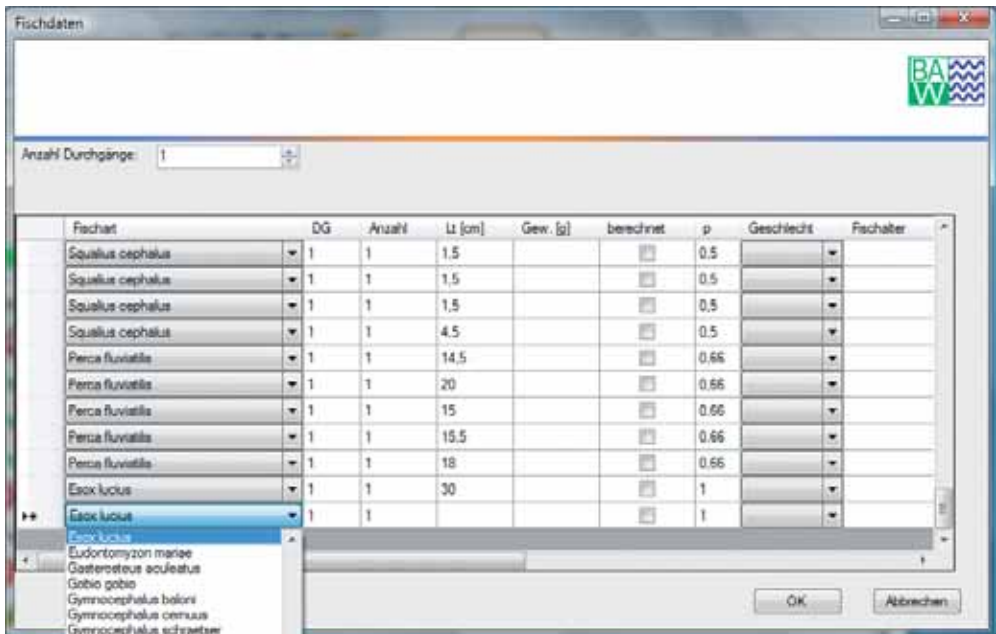 Fischdaten
BAW
Anzahl Durchgänge: 1
Fischart DG Anzahl Lt [cm] Gew. [g] berechnet p Geschlecht Fischalter
Squalius cephalus 1 1 1,5 0,5
Squalius cephalus 1 1 1,5 0,5
Squalius cephalus 1 1 1,5 0,5
Squalius cephalus 1 1 4,5 0,5
Perca fluviatilis 1 1 14,5 0,66
Perca fluviatilis 1 1 20 0,66
Perca fluviatilis 1 1 15 0,66
Perca fluviatilis 1 1 15,5 0,66
Perca fluviatilis 1 1 18 0,66
Esox lucius 1 1 30 1
Esox lucius 1 1 1
Esox lucius
Eudontomyzon mariae
Gasterosteus aculeatus
Gobio gobio
Gymnocephalus baloni
Gymnocephalus cernuus
Gymnocephalus schraetser
OK Abbrechen